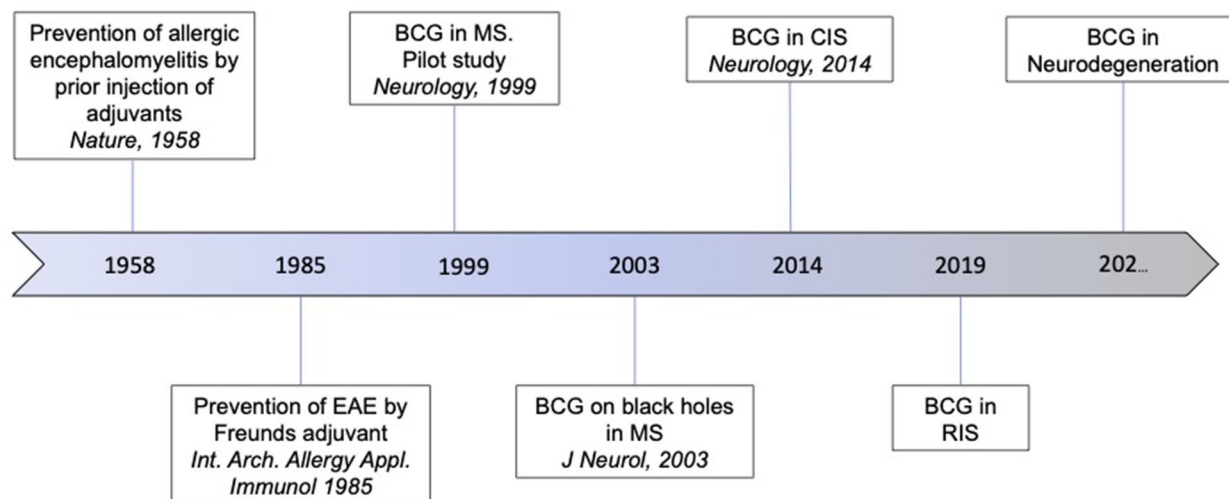 Prevention of allergic
encephalomyelitis by
prior injection of
adjuvants
Nature, 1958
BCG in MS.
Pilot study
Neurology, 1999
BCG in CIS
Neurology, 2014
BCG in
Neurodegeneration
1958
1985
1999
2003
2014
2019
202...
Prevention of EAE by
Freunds adjuvant
Int. Arch. Allergy Appl.
Immunol 1985
BCG on black holes
in MS
J Neurol, 2003
BCG in
RIS